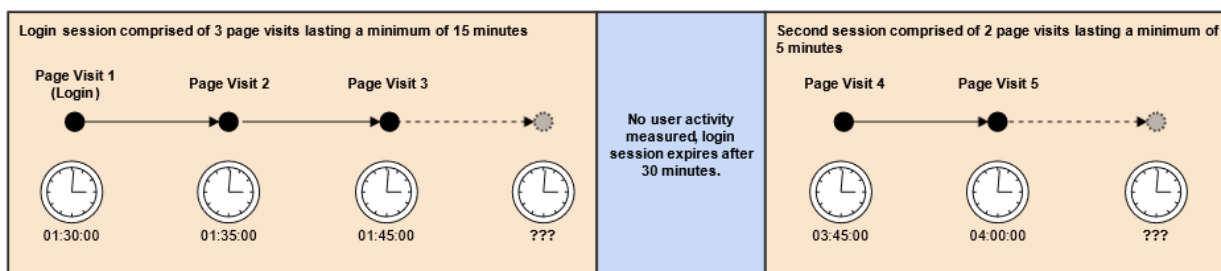 Login session comprised of 3 page visits lasting a minimum of 15 minutes
Page Visit 1
(Login)
Page Visit 2
Page Visit 3
01:30:00
01:35:00
01:45:00
???
No user activity
measured, login
session expires after
30 minutes.
Second session comprised of 2 page visits lasting a minimum of
5 minutes
Page Visit 4
Page Visit 5
03:45:00
04:00:00
???